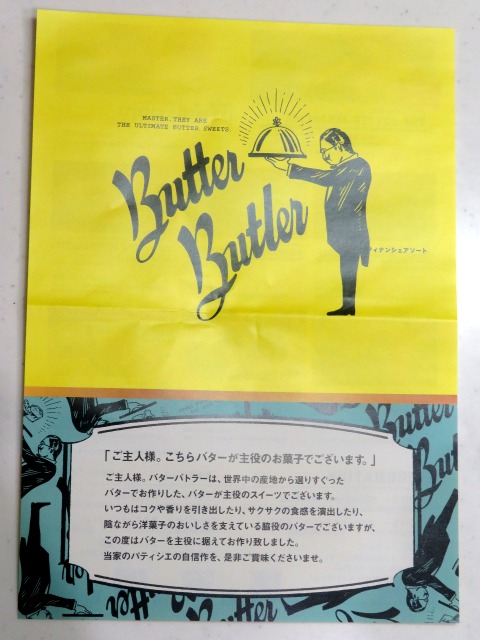 MASTER, THEY ARE
THE ULTIMATE BUTTER SWEETS.
Butter
Butler
フィナンシェアソート
「ご主人様。こちらバターが主役のお菓子でございます。」
ご主人様。バターバトラーは、世界中の産地から選りすぐった
バターでお作りした、バターが主役のスイーツでございます。
いつもはコクや香りを引き出したり、サクサクの食感を演出したり、
陰ながら洋菓子のおいしさを支えている脇役のバターでございますが、
この度はバターを主役に据えてお作り致しました。
当家のパティシエの自信作を、是非ご賞味くださいませ。
Butter
But
Butter
Butter